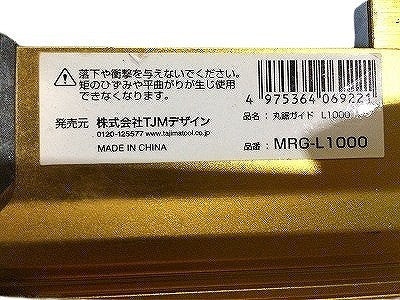 落下や衝撃を与えないでください。
矩のひずみや平曲がりが生じ使用
できなくなります。
4 975364 069221
品名：丸鋸ガイド L1000
発売元 株式会社TJMデザイン
0120-125577 www.tajimatool.co.jp
MADE IN CHINA
品番：MRG-L1000